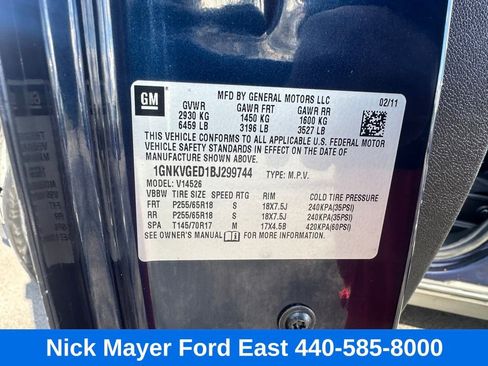 GM
MFD BY GENERAL MOTORS LLC
02/11
GVWR GAWR FRT GAWR RR
2930 KG 1450 KG 1600 KG
6459 LB 3196 LB 3527 LB
THIS VEHICLE CONFORMS TO ALL APPLICABLE U.S. FEDERAL MOTOR
VEHICLE SAFETY STANDARDS IN EFFECT ON THE DATE OF
MANUFACTURE SHOWN ABOVE.
1GNKVGED1BJ299744 TYPE: M.P.V.
MODEL: V14526
VBBW TIRE SIZE SPEED RTG RIM COLD TIRE PRESSURE
FRT P255/65R18 S 18X7.5J 240KPA(35PSI)
RR P255/65R18 S 18X7.5J 240KPA(35PSI)
SPA T145/70R17 M 17X4.5B 420KPA(60PSI)
SEE OWNER'S MANUAL FOR MORE INFORMATION.
Nick Mayer Ford East 440-585-8000